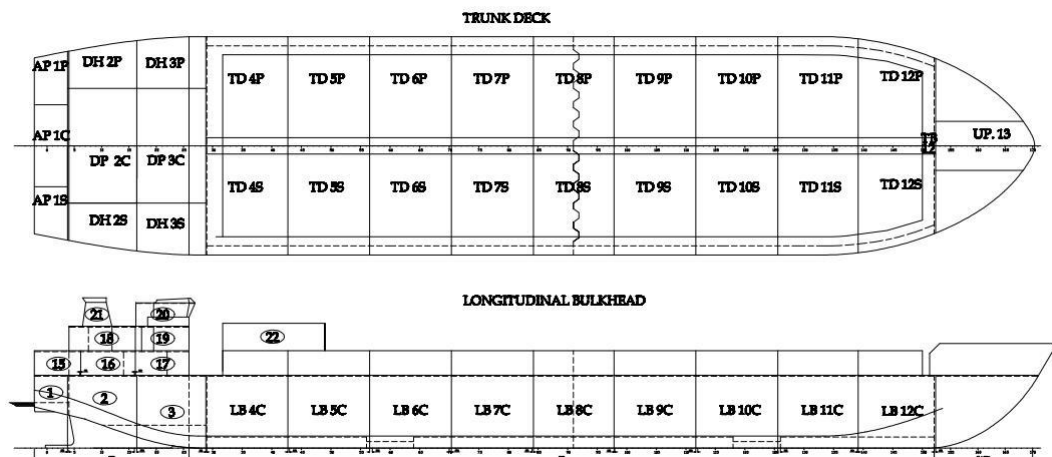 TRUNK DECK
AP 1P DH 2P DH 3P TD 4P TD 5P TD 6P TD 7P TD 8P TD 9P TD 10P TD 11P TD 12P
AP 1C TB 12 UP. 13
DP 2C DP 3C
AP 1S DH 2S DH 3S TD 4S TD 5S TD 6S TD 7S TD 8S TD 9S TD 10S TD 11S TD 12S
LONGITUDINAL BULKHEAD
21 20
18 19 22
15 16 17
1 2 3 LB 4C LB 5C LB 6C LB 7C LB 8C LB 9C LB 10C LB 11C LB 12C